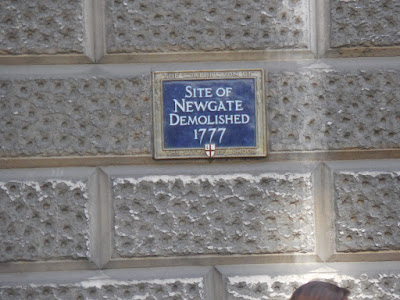 SITE OF
NEWGATE
DEMOLISHED
1777